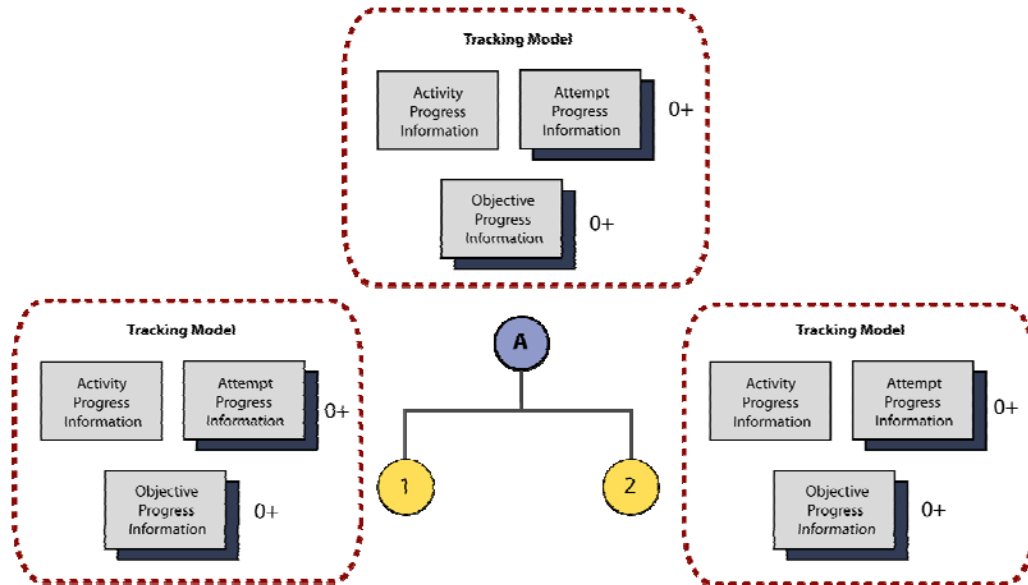 Tracking Model
Activity
Progress
Information
Attempt
Progress
Information
0+
Objective
Progress
Information
0+
Tracking Model
Activity
Progress
Information
Attempt
Progress
Information
0+
Objective
Progress
Information
0+
A
1
2
Tracking Model
Activity
Progress
Information
Attempt
Progress
Information
0+
Objective
Progress
Information
0+